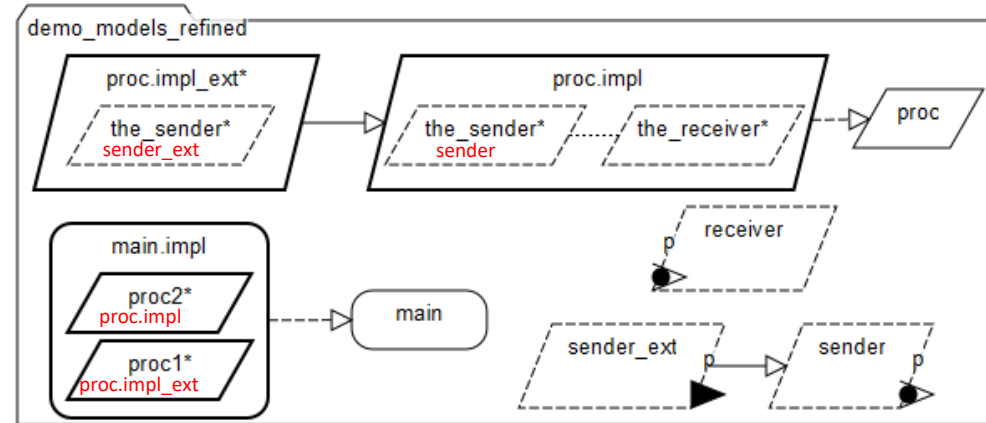 demo_models_refined
proc.impl_ext*
the_sender*
sender_ext
proc.impl
the_sender*
sender
the_receiver*
proc
main.impl
proc2*
proc.impl
proc1*
proc.impl_ext
main
receiver
p
sender_ext
p
sender
p